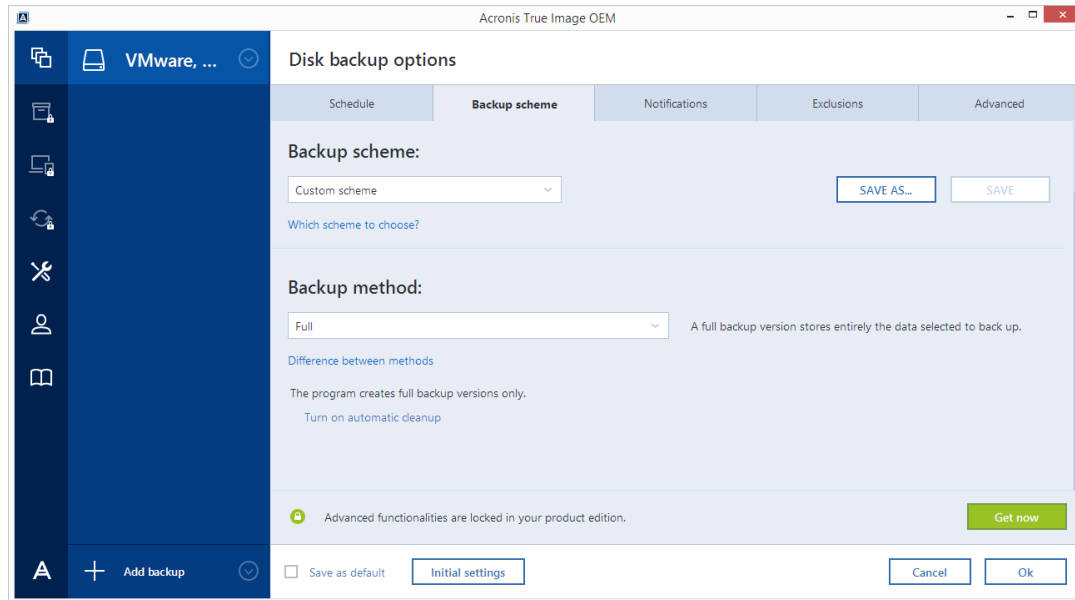 Acronis True Image OEM
VMware, ...
Disk backup options
Schedule
Backup scheme
Notifications
Exclusions
Advanced
Backup scheme:
Custom scheme
SAVE AS...
SAVE
Which scheme to choose?
Backup method:
Full
A full backup version stores entirely the data selected to back up.
Difference between methods
The program creates full backup versions only.
Turn on automatic cleanup
Advanced functionalities are locked in your product edition.
Get now
Add backup
Save as default
Initial settings
Cancel
Ok